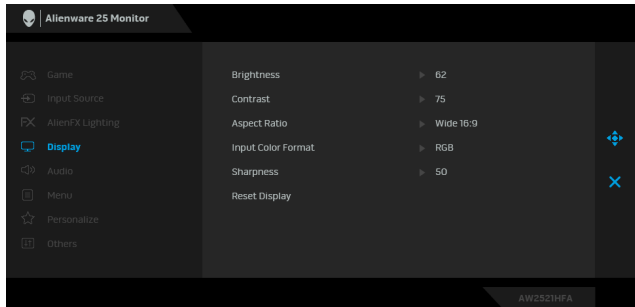 Alienware 25 Monitor
Game
Input Source
FX AlienFX Lighting
Display
Audio
Menu
Personalize
Others
Brightness 62
Contrast 75
Aspect Ratio Wide 16:9
Input Color Format RGB
Sharpness 50
Reset Display
AW2521HFA